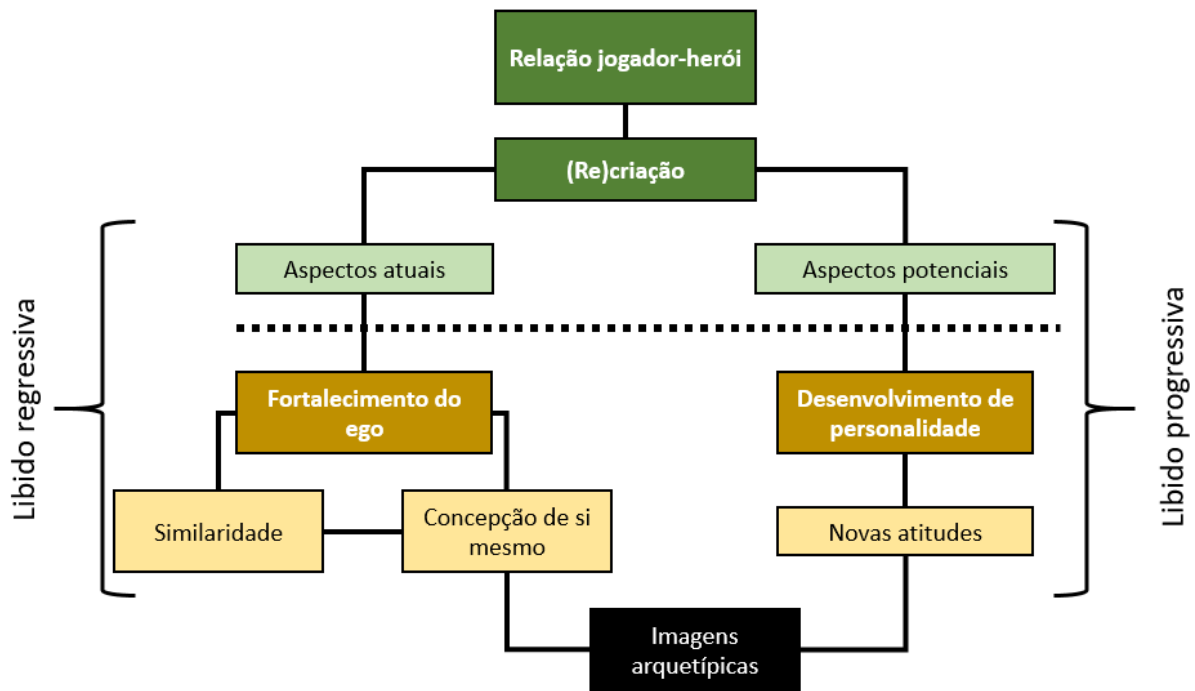 Relação jogador-herói
(Re)criação
Aspectos atuais
Aspectos potenciais
Libido regressiva
Fortalecimento do
ego
Desenvolvimento de
personalidade
Libido progressiva
Similaridade
Concepção de si
mesmo
Novas atitudes
Imagens
arquetípicas